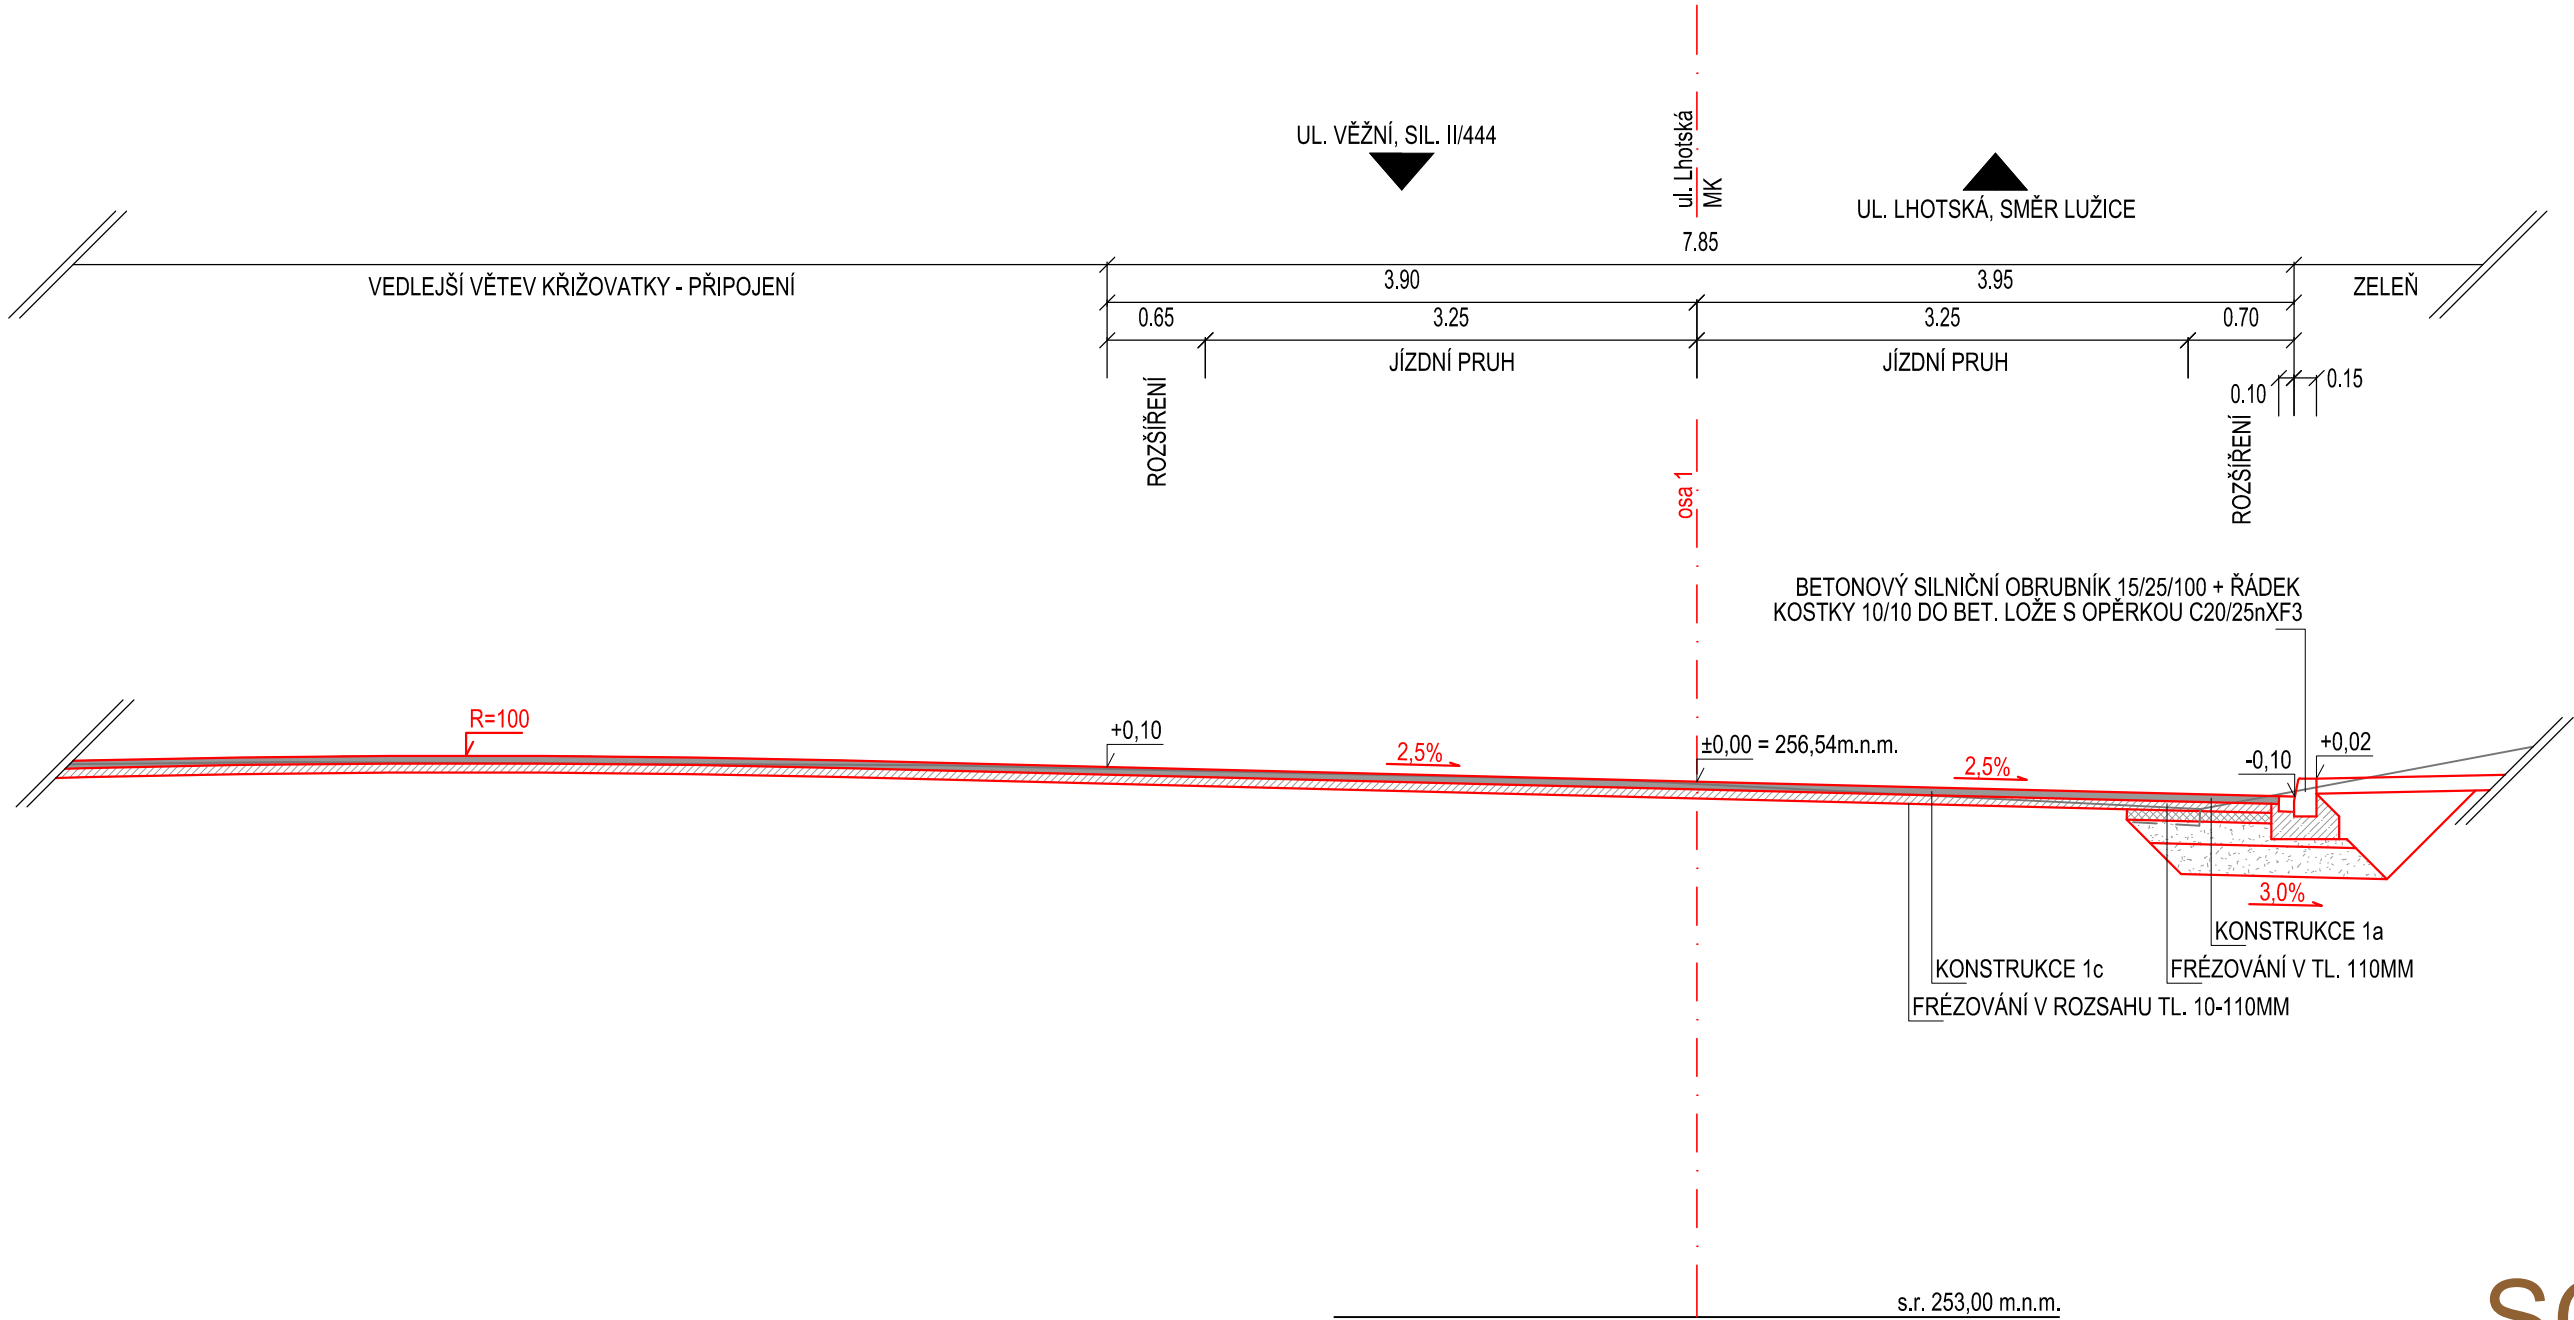 UL. VĚŽNÍ, SIL. II/444
ul. Lhotská
MK
UL. LHOTSKÁ, SMĚR LUŽICE
7.85
VEDLEJŠÍ VĚTEV KŘIŽOVATKY - PŘIPOJENÍ
3.90
3.95
ZELEŇ
0.65
3.25
3.25
0.70
JÍZDNÍ PRUH
JÍZDNÍ PRUH
ROZŠÍŘENÍ
0.10
0.15
ROZŠÍŘENÍ
osa 1
BETONOVÝ SILNIČNÍ OBRUBNÍK 15/25/100 + ŘÁDEK
KOSTKY 10/10 DO BET. LOŽE S OPĚRKOU C20/25nXF3
R=100
+0,10
2,5%
±0,00 = 256,54m.n.m.
2,5%
-0,10
+0,02
3,0%
KONSTRUKCE 1a
KONSTRUKCE 1c
FRÉZOVÁNÍ V TL. 110MM
FRÉZOVÁNÍ V ROZSAHU TL. 10-110MM
s.r. 253,00 m.n.m.